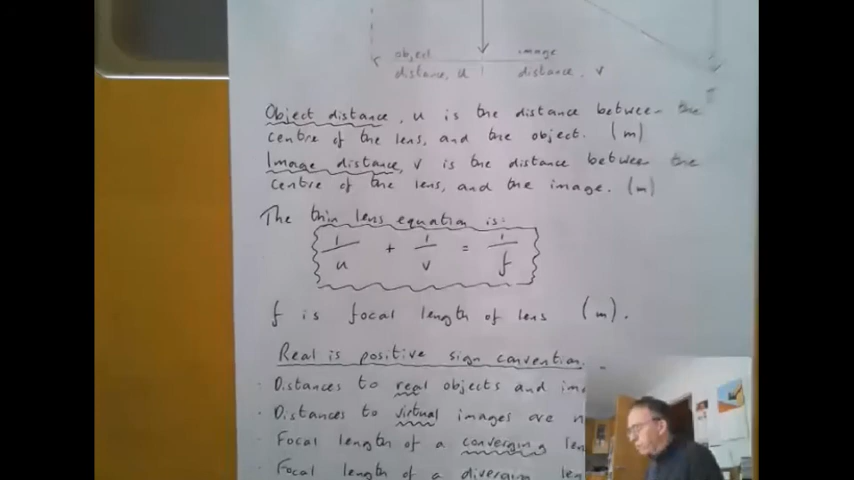 object image
distance, u distance, v
Object distance, u is the distance between the
centre of the lens, and the object. (m)
Image distance, v is the distance between the
centre of the lens, and the image. (m)
The thin lens equation is:
1/u + 1/v = 1/f
f is focal length of lens (m).
Real is positive sign convention.
· Distances to real objects and im
· Distances to virtual images are n
· Focal length of a converging len
· Focal length of a diverging len